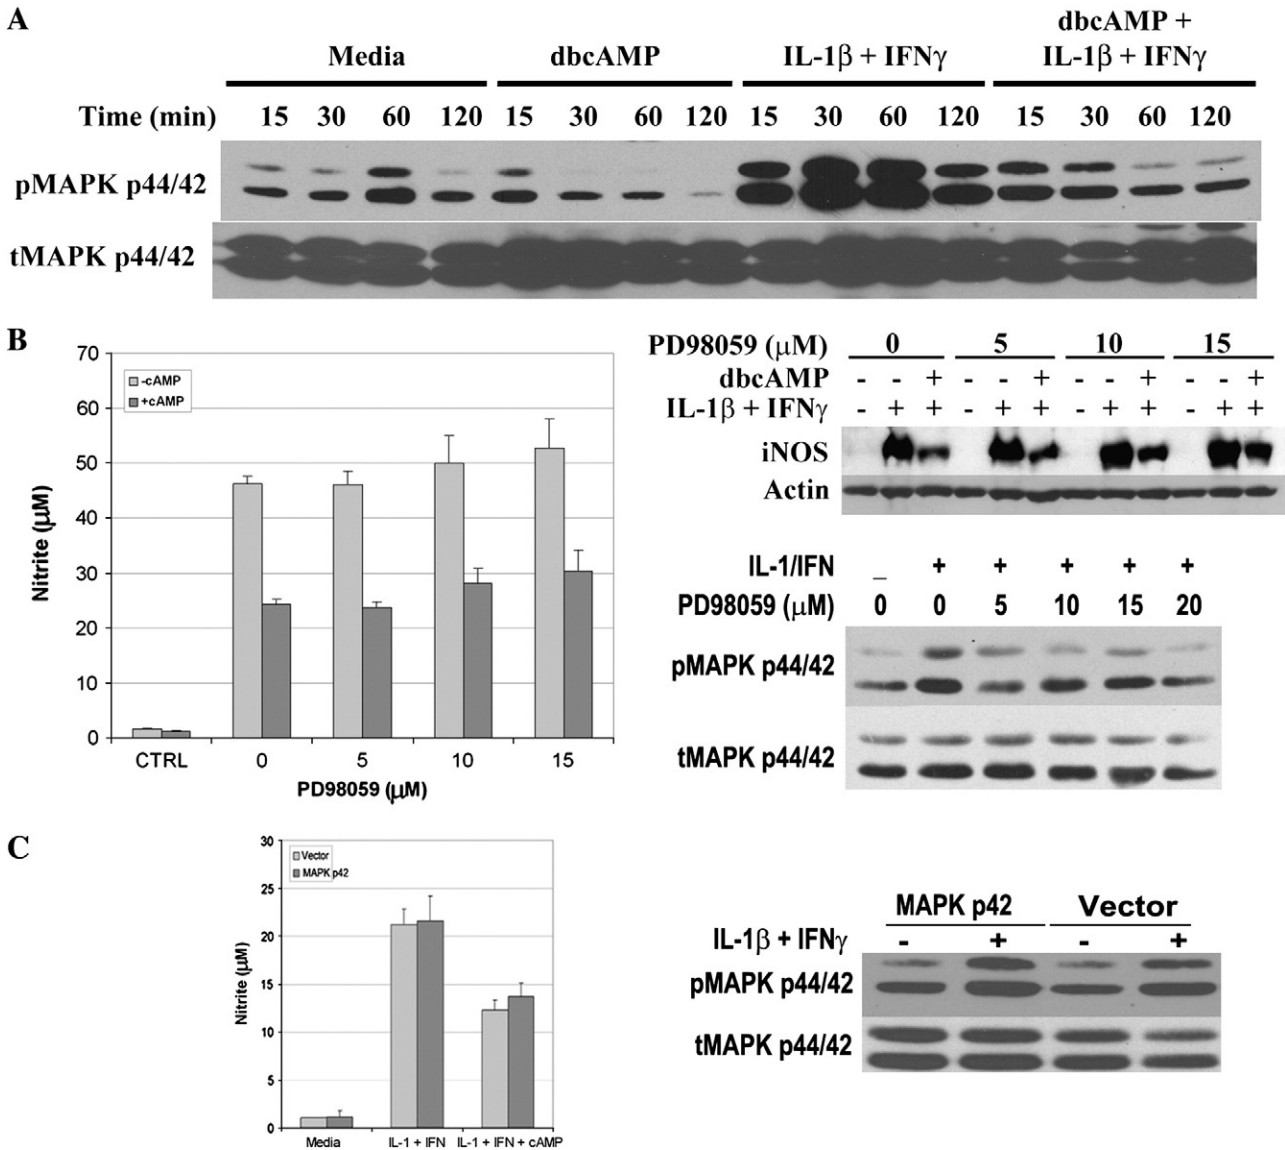 A
Media dbcAMP IL-1β + IFNγ dbcAMP + IL-1β + IFNγ
Time (min) 15 30 60 120 15 30 60 120 15 30 60 120 15 30 60 120
pMAPK p44/42
tMAPK p44/42
B
70
60
50
40
30
20
10
0
Nitrite (μM)
-cAMP
+cAMP
CTRL 0 5 10 15
PD98059 (μM)
PD98059 (μM) 0 5 10 15
dbcAMP - - + - - + - - + - - +
IL-1β + IFNγ - + + - + + - + + - + +
iNOS
Actin
IL-1/IFN _ + + + + +
PD98059 (μM) 0 0 5 10 15 20
pMAPK p44/42
tMAPK p44/42
C
30
25
20
15
10
5
0
Nitrite (μM)
Vector
MAPK p42
Media IL-1 + IFN IL-1 + IFN + cAMP
MAPK p42 Vector
IL-1β + IFNγ - + - +
pMAPK p44/42
tMAPK p44/42